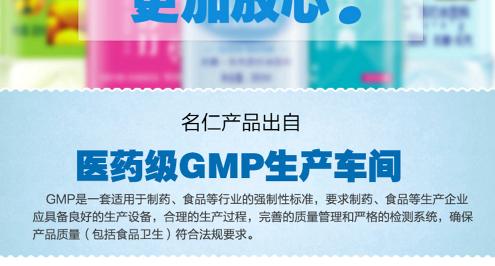 更加放心！
名仁产品出自
医药级GMP生产车间
GMP是一套适用于制药、食品等行业的强制性标准，要求制药、食品等生产企业
应具备良好的生产设备，合理的生产过程，完善的质量管理和严格的检测系统，确保
产品质量（包括食品卫生）符合法规要求。